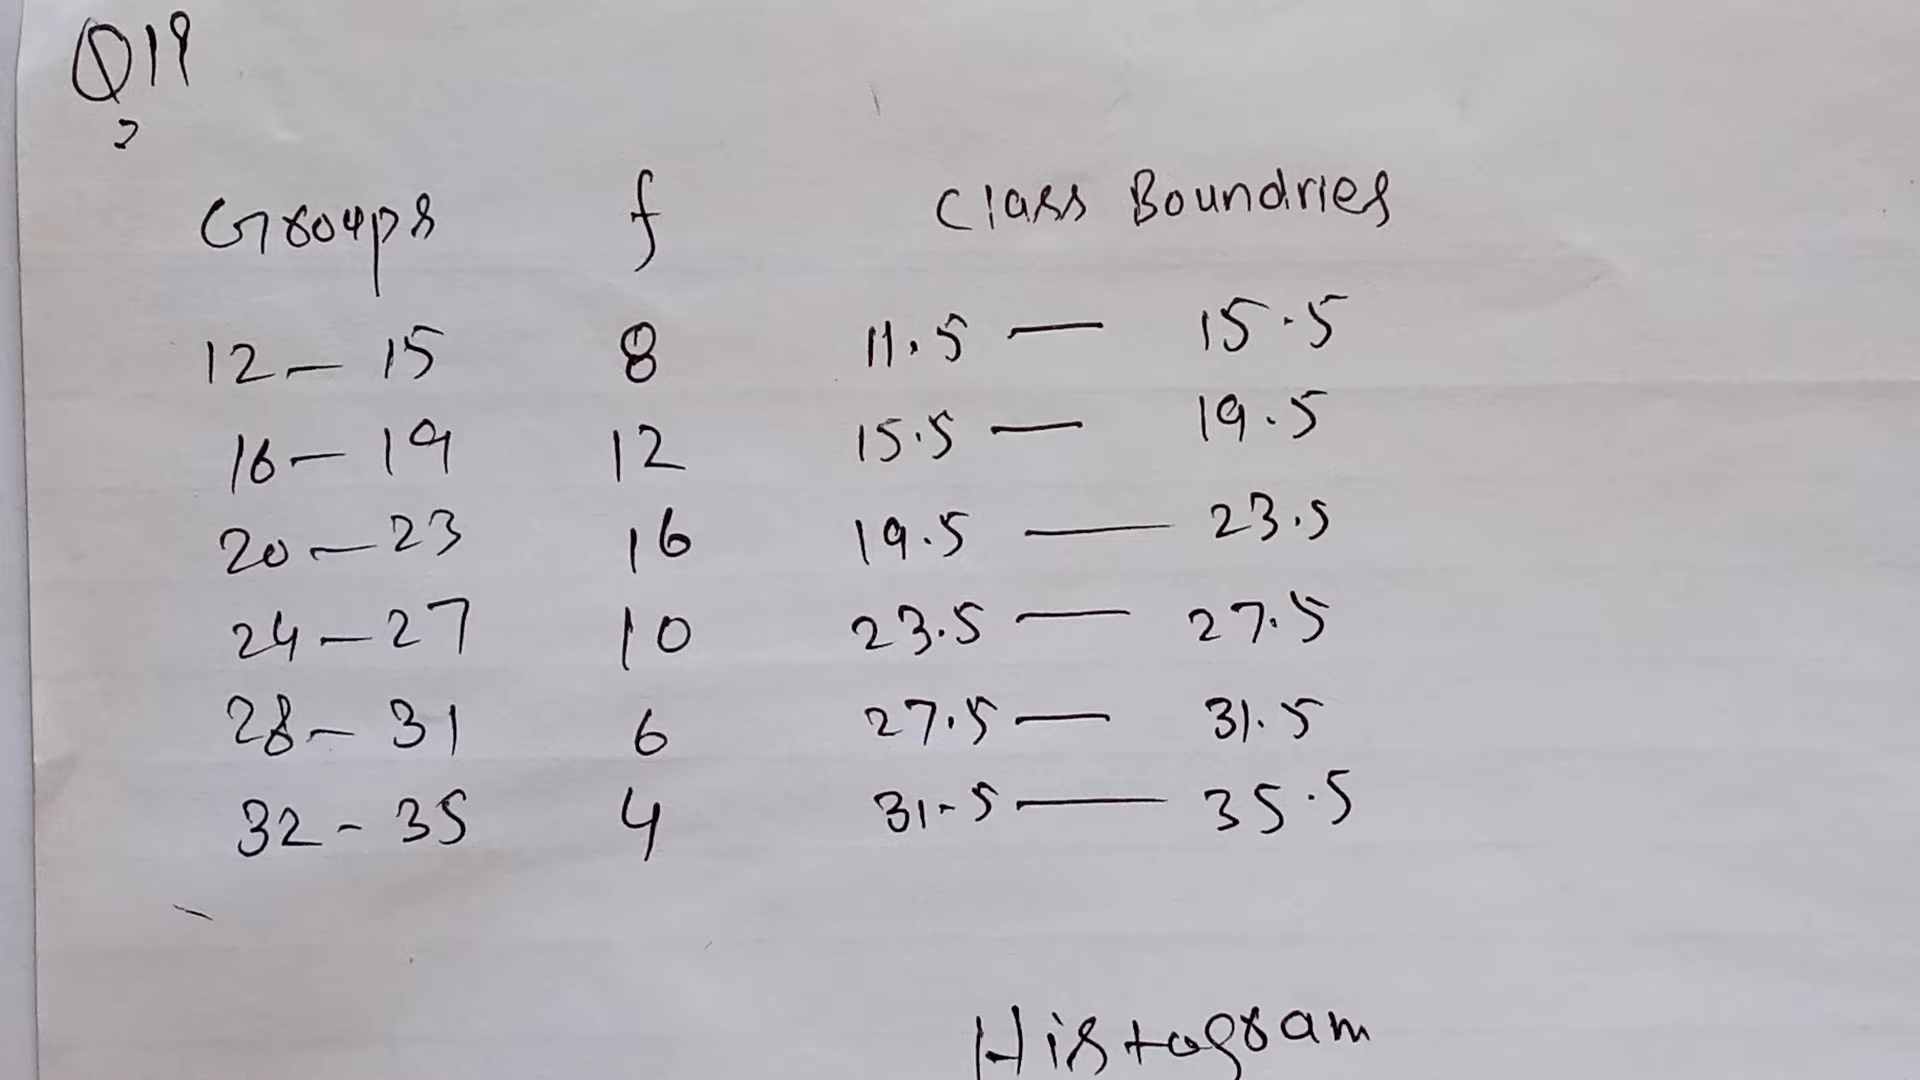 Q19
Groups f Class Boundries
12 – 15 8 11.5 — 15.5
16 – 19 12 15.5 — 19.5
20 – 23 16 19.5 — 23.5
24 – 27 10 23.5 — 27.5
28 – 31 6 27.5 — 31.5
32 - 35 4 31.5 — 35.5
Histogram